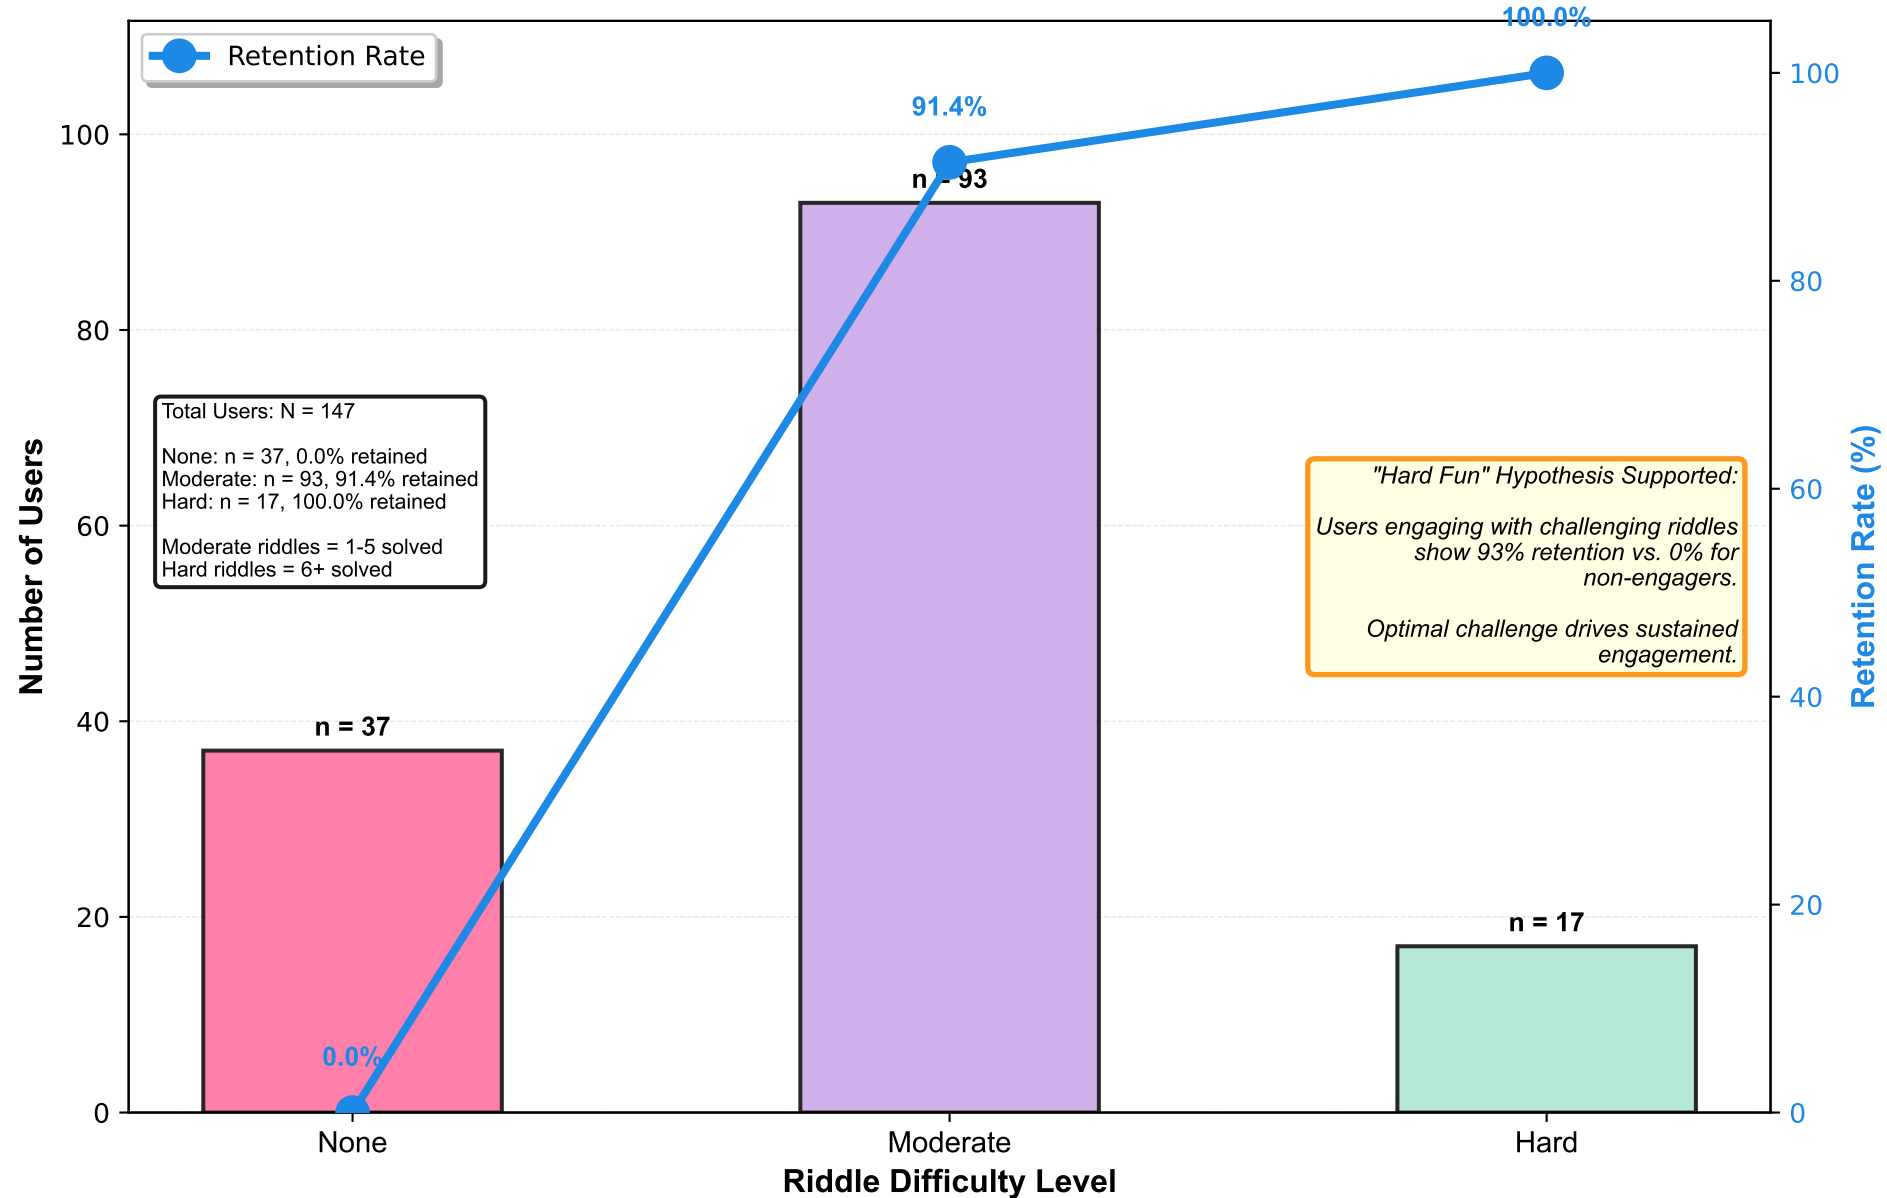 100.0%
Retention Rate
91.4%
n = 93
100
80
60
40
20
0
Number of Users
Total Users: N = 147
None: n = 37, 0.0% retained
Moderate: n = 93, 91.4% retained
Hard: n = 17, 100.0% retained
Moderate riddles = 1-5 solved
Hard riddles = 6+ solved
n = 37
0.0%
"Hard Fun" Hypothesis Supported:
Users engaging with challenging riddles
show 93% retention vs. 0% for
non-engagers.
Optimal challenge drives sustained
engagement.
n = 17
100
80
60
40
20
0
Retention Rate (%)
None
Moderate
Hard
Riddle Difficulty Level